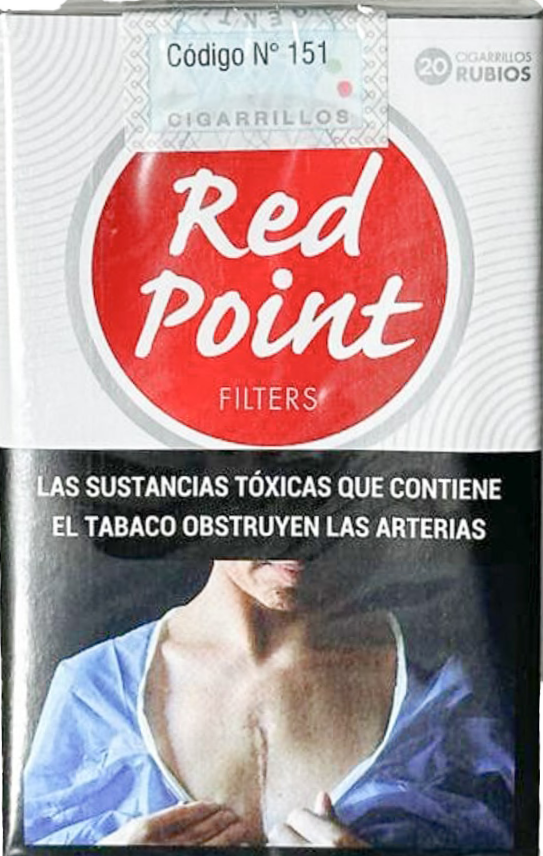 Código N° 151
CIGARRILLOS
20 CIGARRILLOS
RUBIOS
Red
Point
FILTERS
LAS SUSTANCIAS TÓXICAS QUE CONTIENE
EL TABACO OBSTRUYEN LAS ARTERIAS